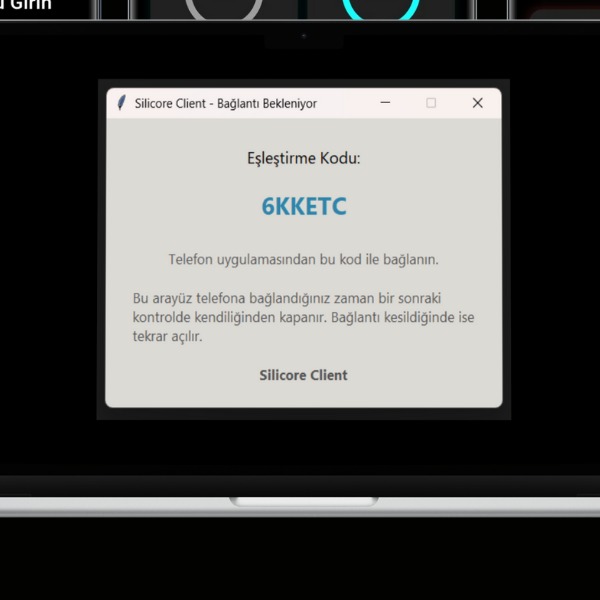 Girin
Silicore Client - Bağlantı Bekleniyor
Eşleştirme Kodu:
6KKETC
Telefon uygulamasından bu kod ile bağlanın.
Bu arayüz telefona bağlandığınız zaman bir sonraki
kontrolde kendiliğinden kapanır. Bağlantı kesildiğinde ise
tekrar açılır.
Silicore Client